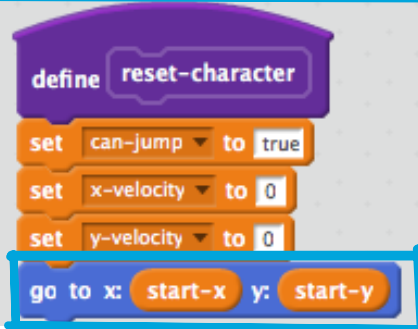 define reset-character
set can-jump to true
set x-velocity to 0
set y-velocity to 0
go to x: start-x y: start-y